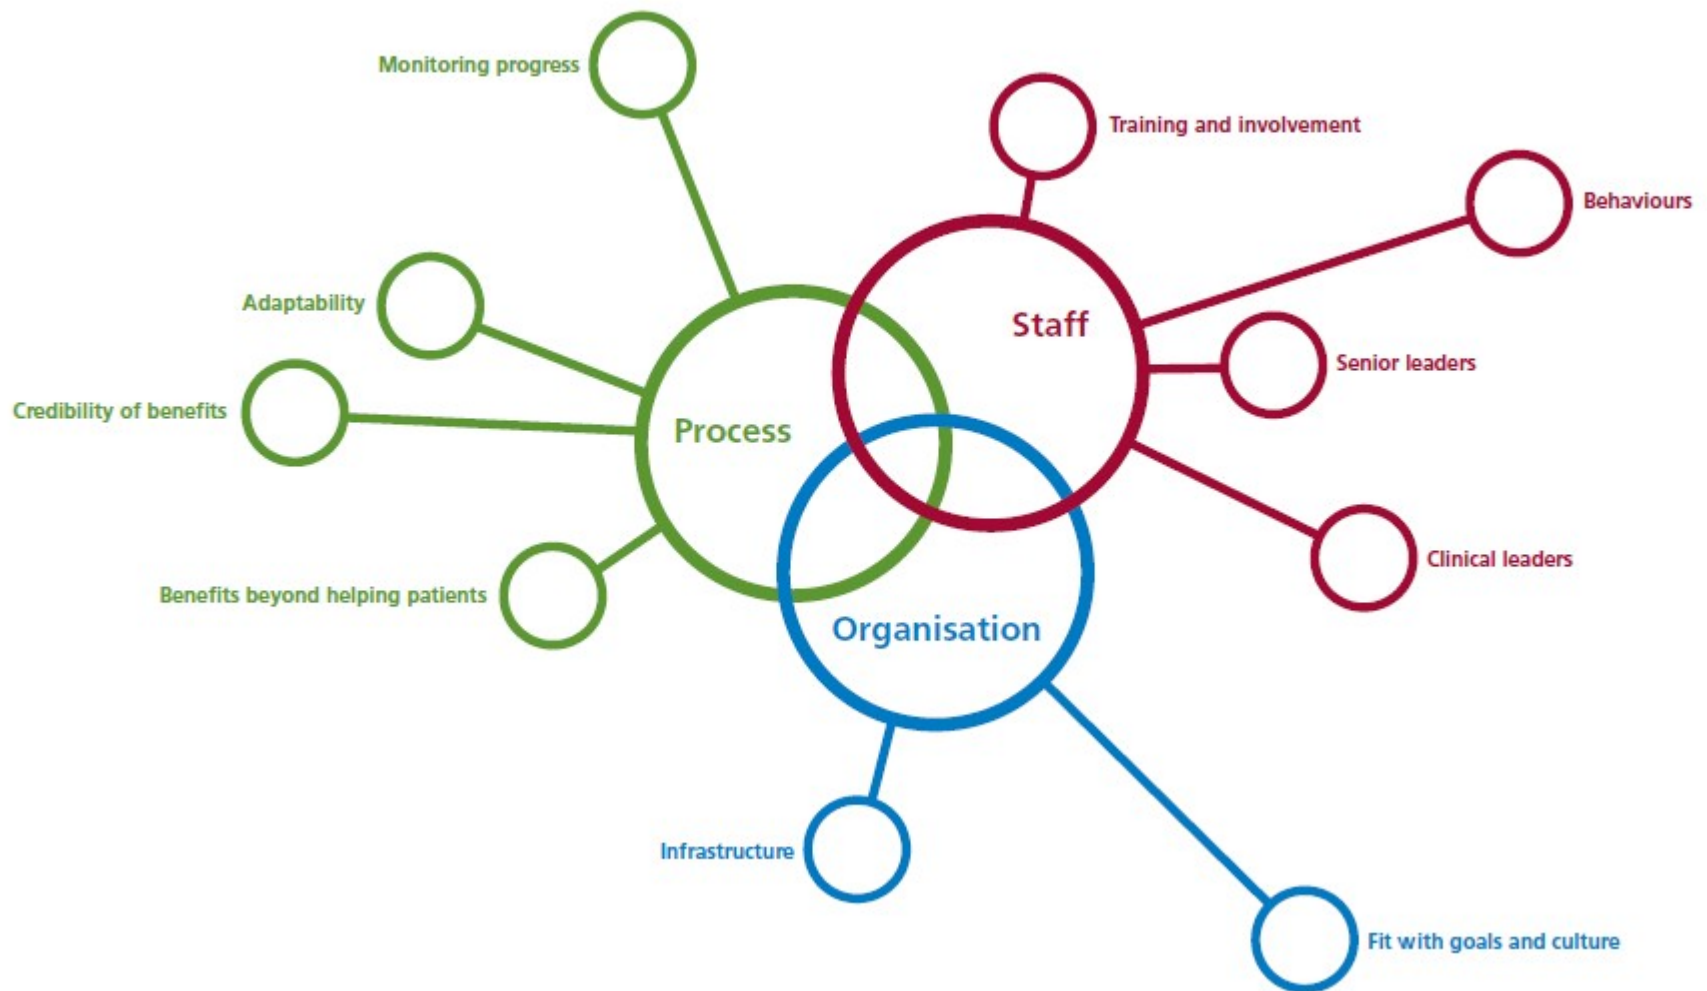 Monitoring progress
Training and involvement
Behaviours
Adaptability
Staff
Senior leaders
Credibility of benefits
Process
Clinical leaders
Benefits beyond helping patients
Organisation
Infrastructure
Fit with goals and culture